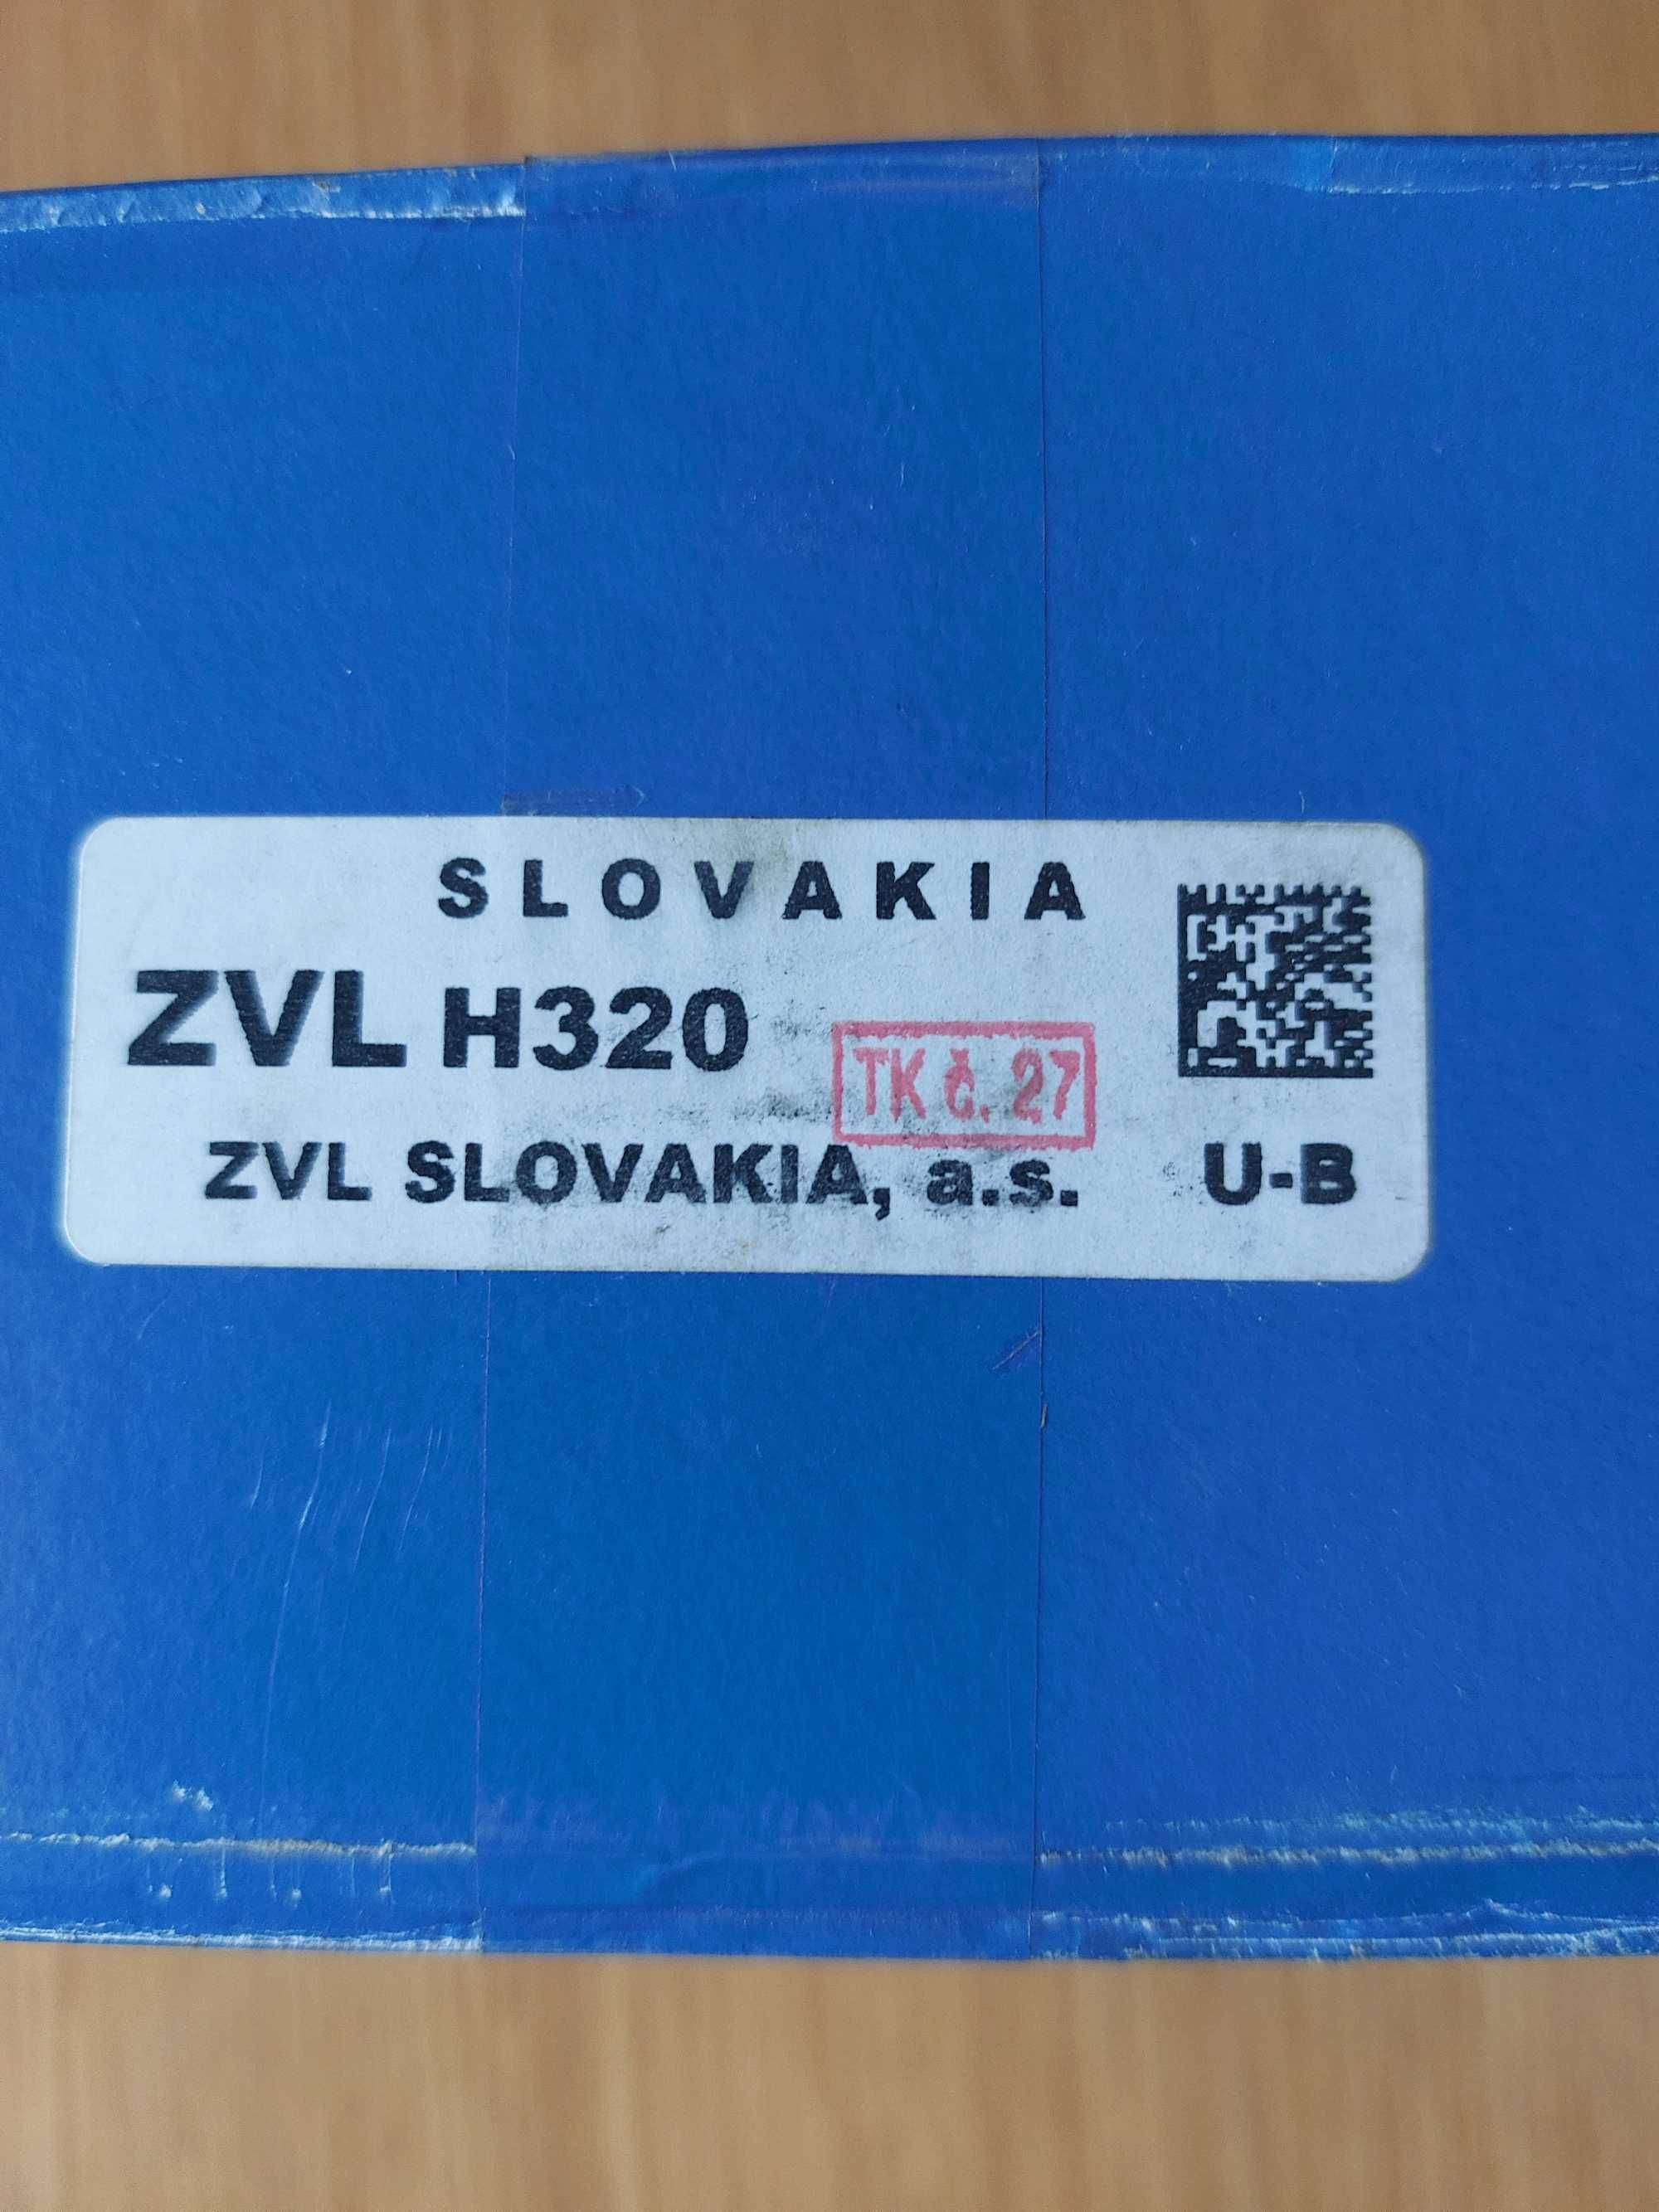 SLOVAKIA
ZVL H320
TK č. 27
ZVL SLOVAKIA, a.s. U-B